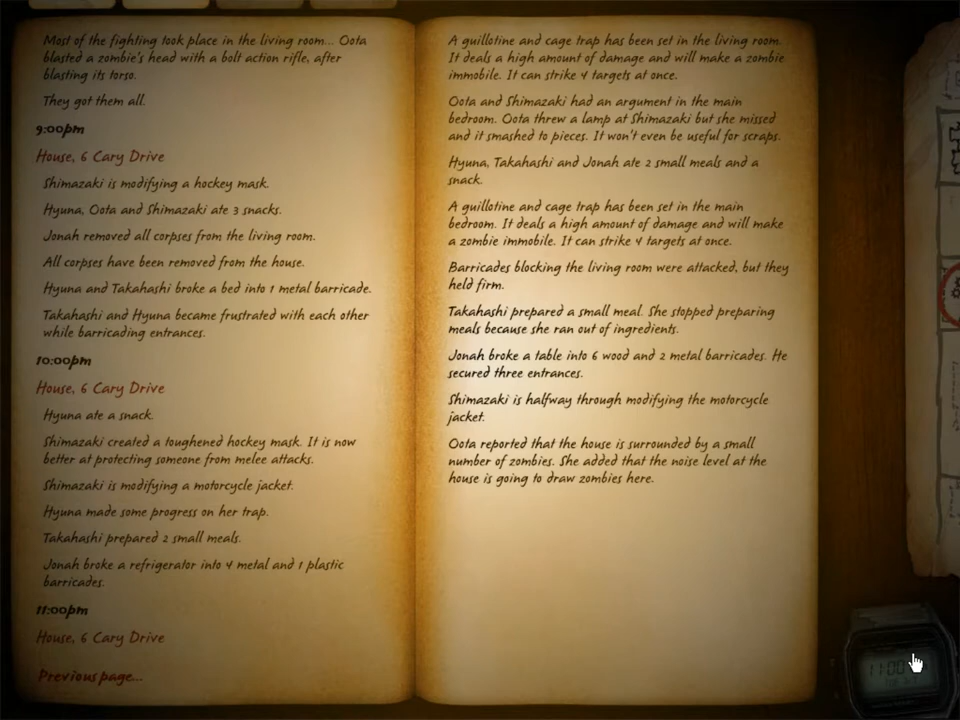 Most of the fighting took place in the living room... Oota
blasted a zombie's head with a bolt action rifle, after
blasting its torso.
They got them all.
9:00pm
House, 6 Cary Drive
Shimazaki is modifying a hockey mask.
Hyuna, Oota and Shimazaki ate 3 snacks.
Jonah removed all corpses from the living room.
All corpses have been removed from the house.
Hyuna and Takahashi broke a bed into 1 metal barricade.
Takahashi and Hyuna became frustrated with each other
while barricading entrances.
10:00pm
House, 6 Cary Drive
Hyuna ate a snack.
Shimazaki created a toughened hockey mask. It is now
better at protecting someone from melee attacks.
Shimazaki is modifying a motorcycle jacket.
Hyuna made some progress on her trap.
Takahashi prepared 2 small meals.
Jonah broke a refrigerator into 4 metal and 1 plastic
barricades.
11:00pm
House, 6 Cary Drive
Previous page...
A guillotine and cage trap has been set in the living room.
It deals a high amount of damage and will make a zombie
immobile. It can strike 4 targets at once.
Oota and Shimazaki had an argument in the main
bedroom. Oota threw a lamp at Shimazaki but she missed
and it smashed to pieces. It won't even be useful for scraps.
Hyuna, Takahashi and Jonah ate 2 small meals and a
snack.
A guillotine and cage trap has been set in the main
bedroom. It deals a high amount of damage and will make
a zombie immobile. It can strike 4 targets at once.
Barricades blocking the living room were attacked, but they
held firm.
Takahashi prepared a small meal. She stopped preparing
meals because she ran out of ingredients.
Jonah broke a table into 6 wood and 2 metal barricades. He
secured three entrances.
Shimazaki is halfway through modifying the motorcycle
jacket.
Oota reported that the house is surrounded by a small
number of zombies. She added that the noise level at the
house is going to draw zombies here.
11:00